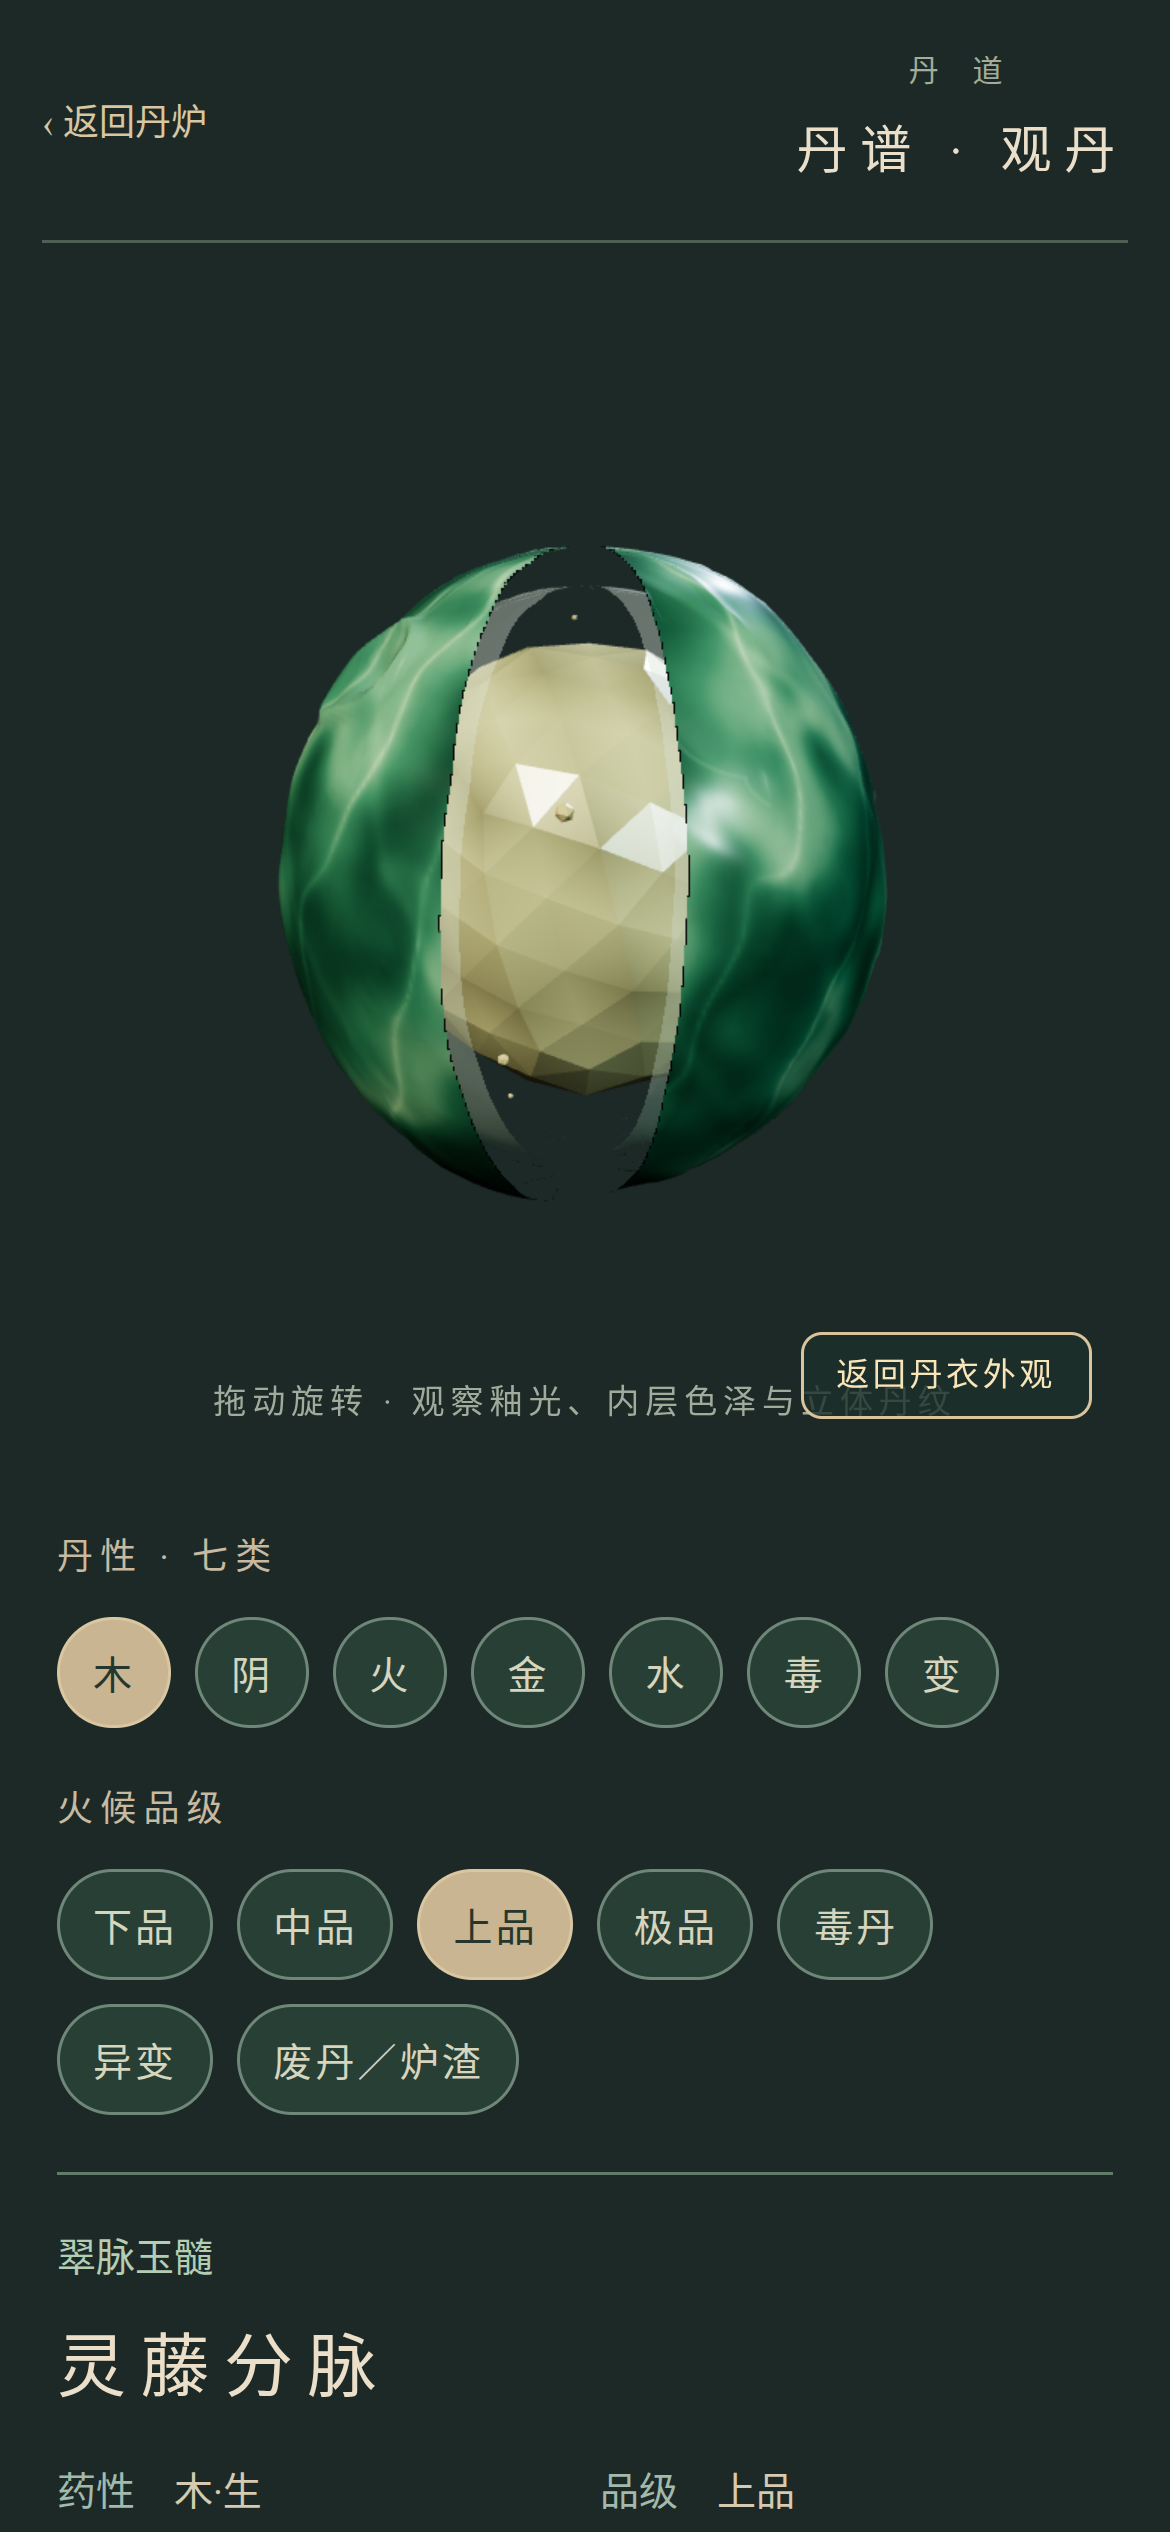 丹 道
‹ 返回丹炉
丹谱 · 观丹
返回丹衣外观
拖动旋转 · 观察釉光、内层色泽与立体丹纹
丹性 · 七类
木 阴 火 金 水 毒 变
火候品级
下品 中品 上品 极品 毒丹
异变 废丹／炉渣
翠脉玉髓
灵藤分脉
药性 木·生 品级 上品